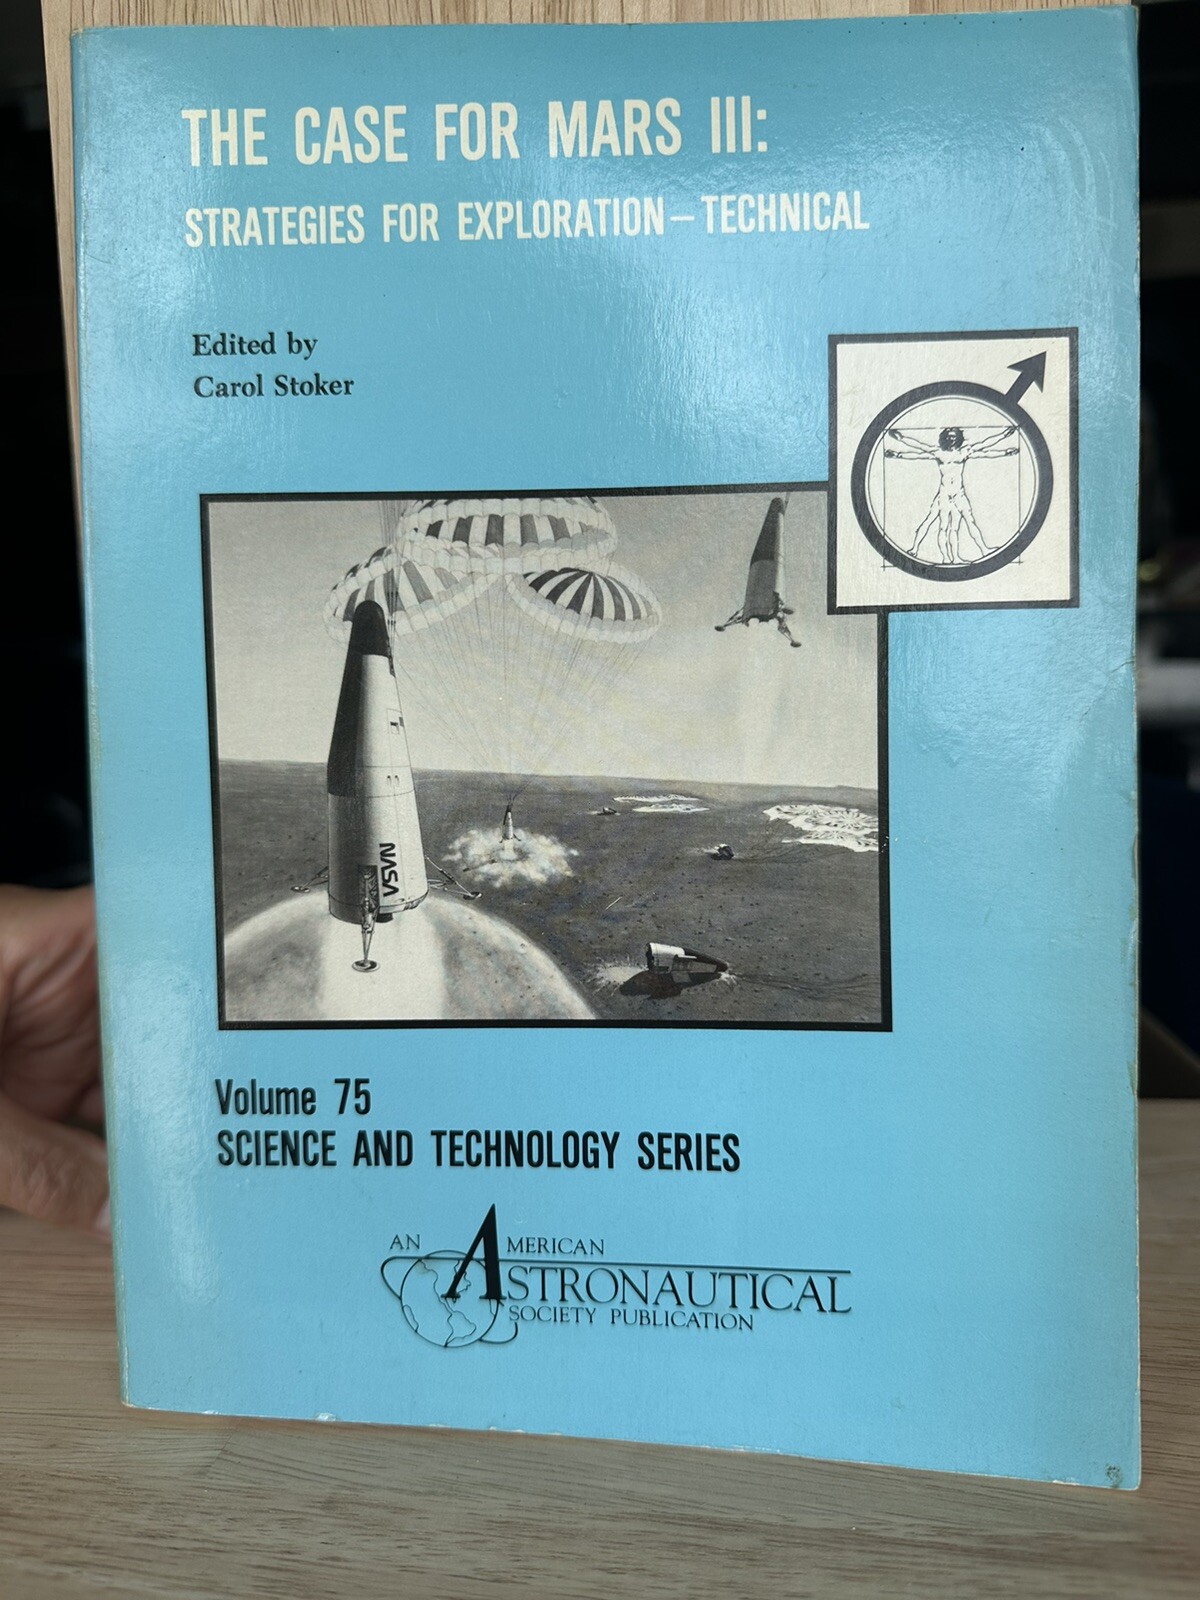 THE CASE FOR MARS III:
STRATEGIES FOR EXPLORATION – TECHNICAL
Edited by
Carol Stoker
NASA
Volume 75
SCIENCE AND TECHNOLOGY SERIES
AN AMERICAN
ASTRONAUTICAL
SOCIETY PUBLICATION